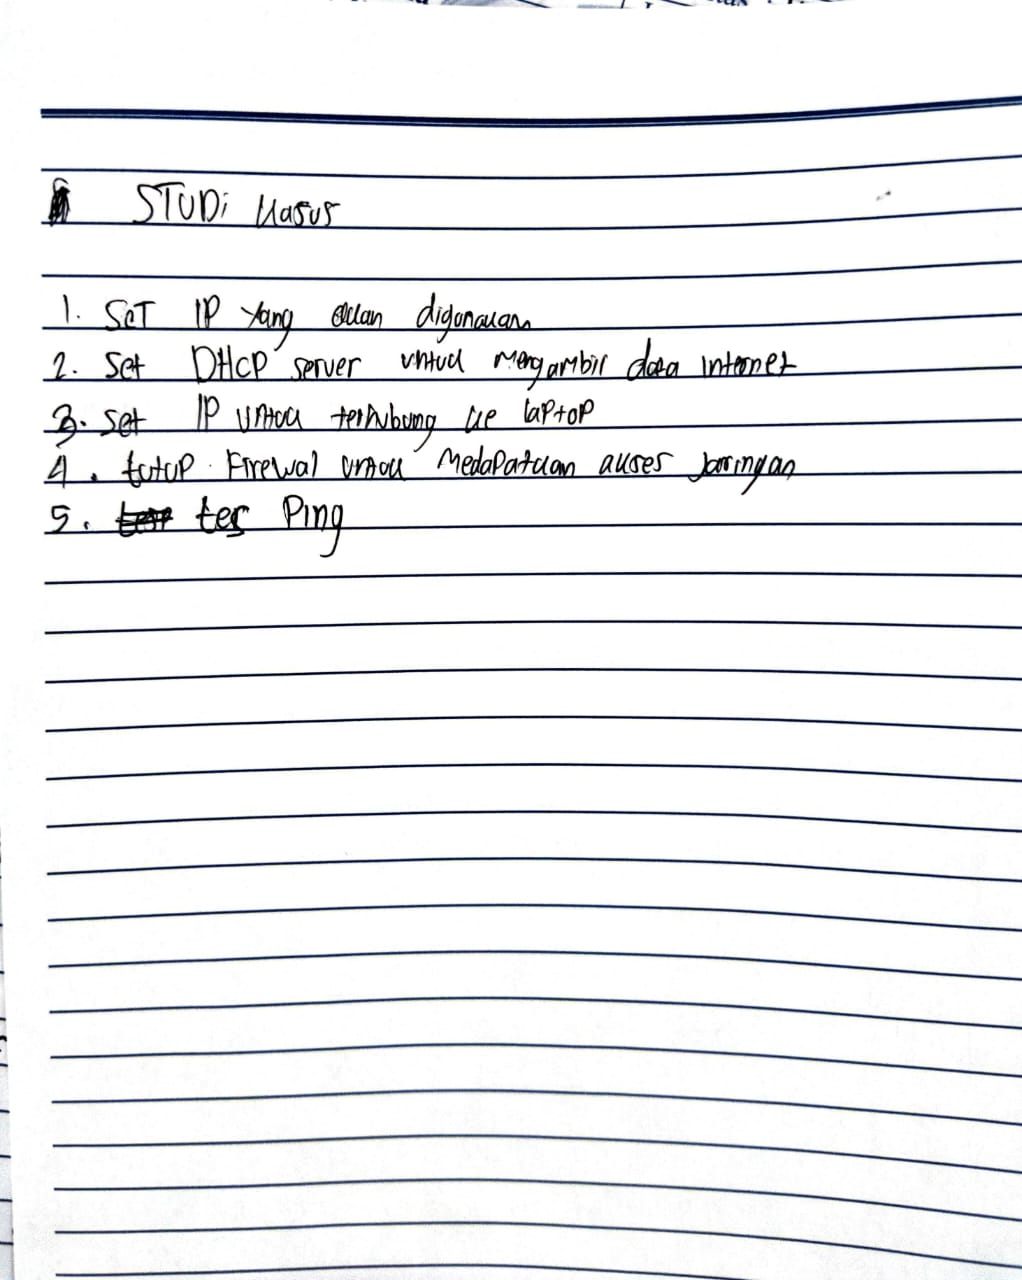 STUDi Kasus
1. SET IP yang akan digunakan
2. Set DHCP server untuk mengambil data internet
3. Set IP untuk terhubung ke laptop
4. tutup Firewal untuk Medapatkan akses jaringan
5. tes Ping